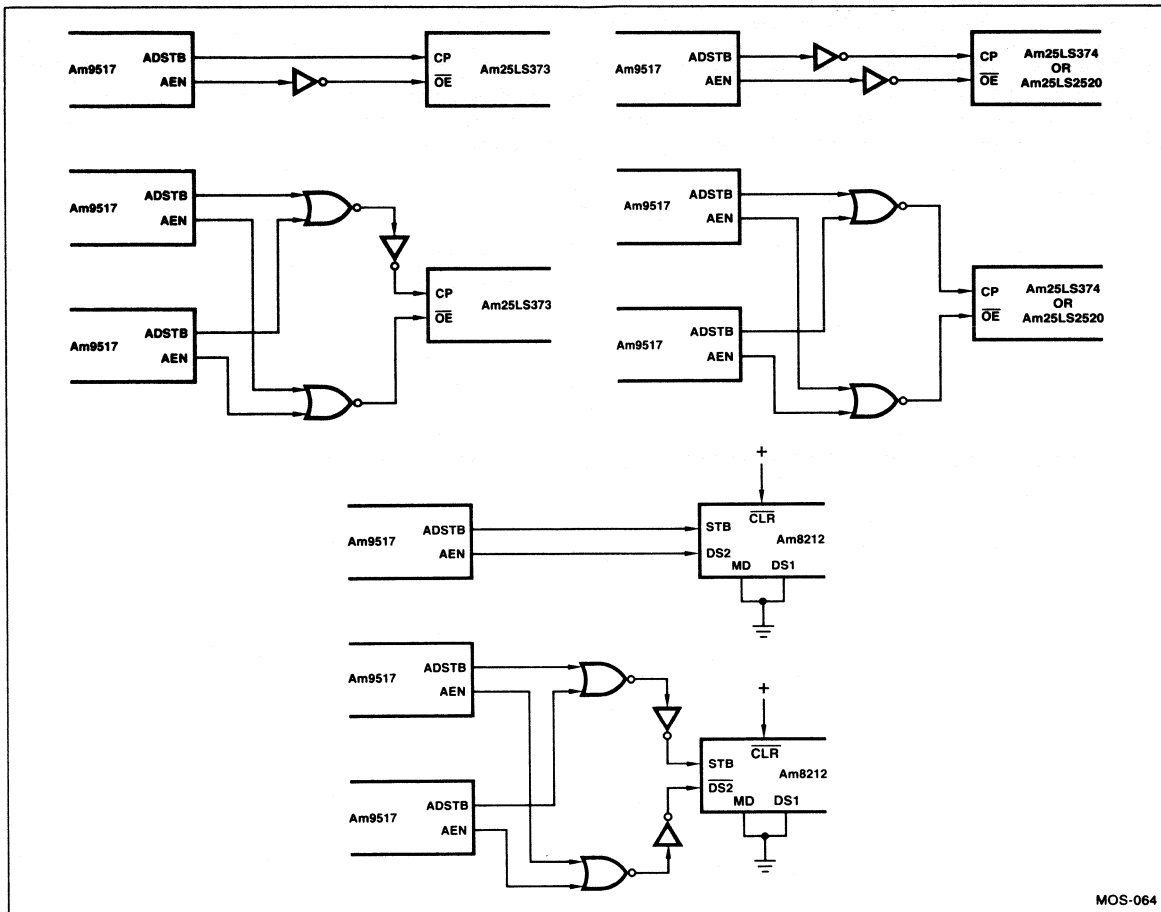 ADSTB
Am9517
AEN
CP
Am25LS373
OE
ADSTB
Am9517
AEN
CP
Am25LS374
OR
OE
Am25LS2520
ADSTB
Am9517
AEN
ADSTB
Am9517
AEN
CP
Am25LS373
OE
ADSTB
Am9517
AEN
ADSTB
Am9517
AEN
CP
Am25LS374
OR
OE
Am25LS2520
+
ADSTB
Am9517
AEN
CLR
STB
Am8212
DS2
MD DS1
ADSTB
Am9517
AEN
ADSTB
Am9517
AEN
+
CLR
STB
Am8212
DS2
MD DS1
MOS-064